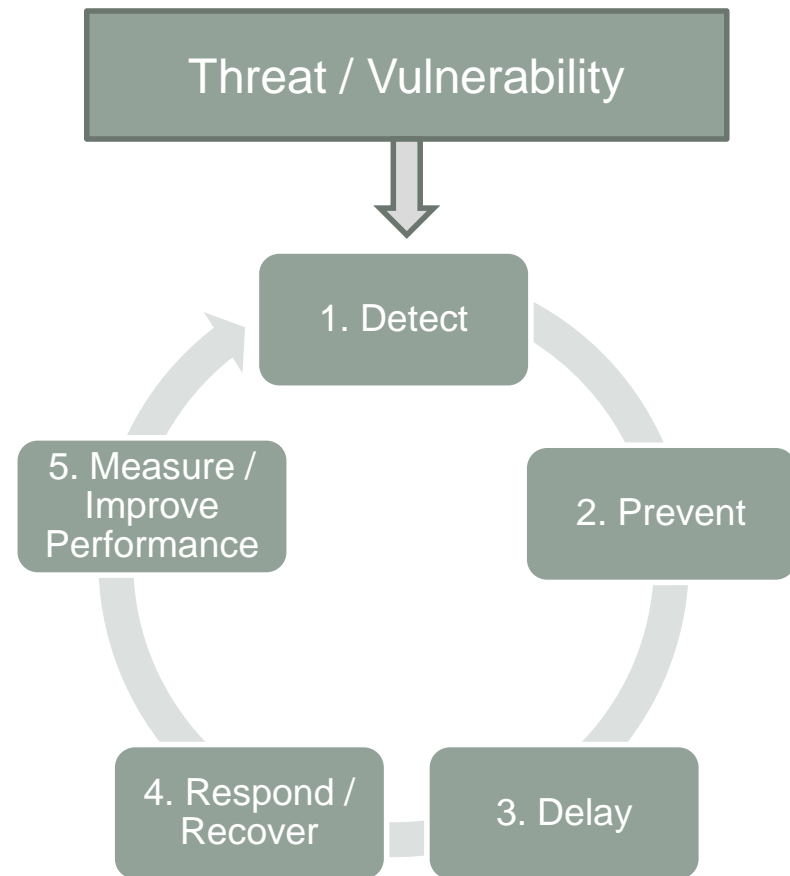 Threat / Vulnerability
1. Detect
2. Prevent
3. Delay
4. Respond /
Recover
5. Measure /
Improve
Performance